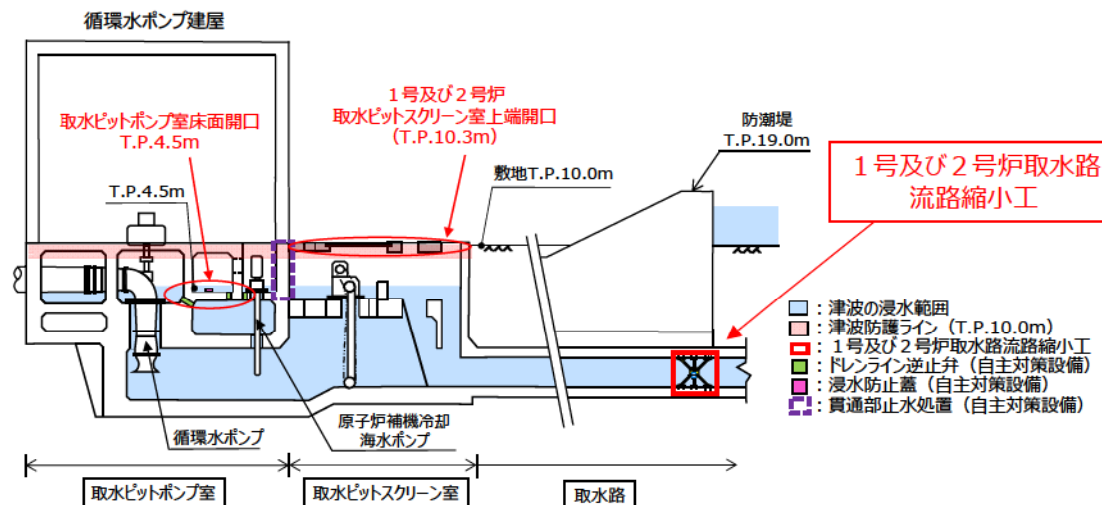 循環水ポンプ建屋
取水ピットポンプ室床面開口
T.P.4.5m
1号及び2号炉
取水ピットスクリーン室上端開口
(T.P.10.3m)
防潮堤
T.P.19.0m
1号及び2号炉取水路
流路縮小工
敷地T.P.10.0m
T.P.4.5m
:津波の浸水範囲
:津波防護ライン(T.P.10.0m)
:1号及び2号炉取水路流路縮小工
:ドレンライン逆止弁(自主対策設備)
:浸水防止蓋(自主対策設備)
:貫通部止水処置(自主対策設備)
循環水ポンプ
原子炉補機冷却
海水ポンプ
取水ピットポンプ室
取水ピットスクリーン室
取水路